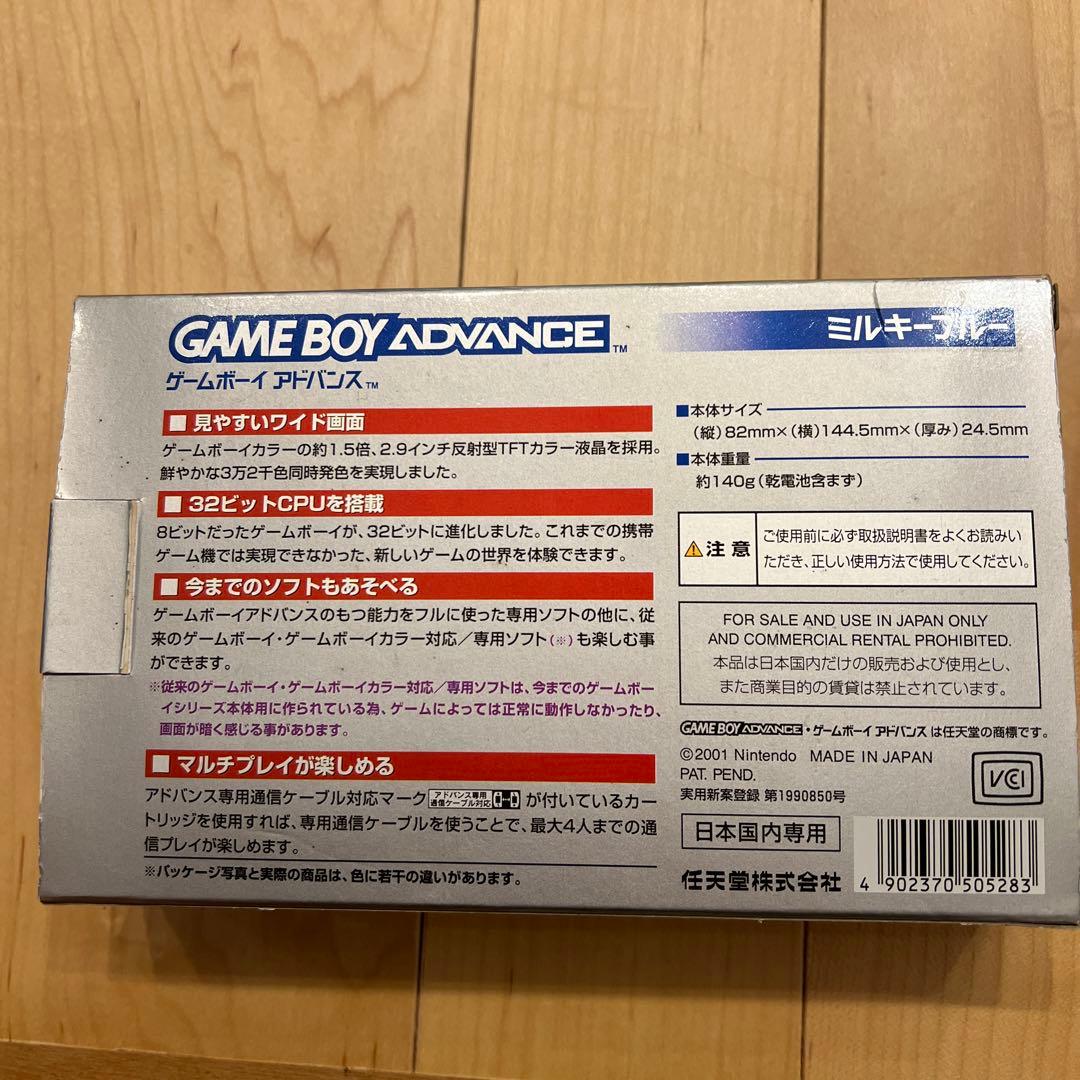 GAME BOY ADVANCE™
ゲームボーイ アドバンス™
ミルキーブルー
■ 見やすいワイド画面
ゲームボーイカラーの約1.5倍、2.9インチ反射型TFTカラー液晶を採用。
鮮やかな3万2千色同時発色を実現しました。
■ 32ビットCPUを搭載
8ビットだったゲームボーイが、32ビットに進化しました。これまでの携帯
ゲーム機では実現できなかった、新しいゲームの世界を体験できます。
■ 今までのソフトもあそべる
ゲームボーイアドバンスのもつ能力をフルに使った専用ソフトの他に、従
来のゲームボーイ・ゲームボーイカラー対応／専用ソフト(※)も楽しむ事
ができます。
※従来のゲームボーイ・ゲームボーイカラー対応／専用ソフトは、今までのゲームボー
イシリーズ本体用に作られている為、ゲームによっては正常に動作しなかったり、
画面が暗く感じる事があります。
■ マルチプレイが楽しめる
アドバンス専用通信ケーブル対応マーク アドバンス専用 通信ケーブル対応 が付いているカー
トリッジを使用すれば、専用通信ケーブルを使うことで、最大4人までの通
信プレイが楽しめます。
※パッケージ写真と実際の商品は、色に若干の違いがあります。
■本体サイズ
(縦)82mm×(横)144.5mm×(厚み)24.5mm
■本体重量
約140g(乾電池含まず)
注意
ご使用前に必ず取扱説明書をよくお読みい
ただき、正しい使用方法で使用してください。
FOR SALE AND USE IN JAPAN ONLY
AND COMMERCIAL RENTAL PROHIBITED.
本品は日本国内だけの販売および使用とし、
また商業目的の賃貸は禁止されています。
GAME BOY ADVANCE・ゲームボーイ アドバンス は任天堂の商標です。
©2001 Nintendo MADE IN JAPAN
PAT. PEND.
実用新案登録 第1990850号
VCCI
日本国内専用
任天堂株式会社
4 902370 505283